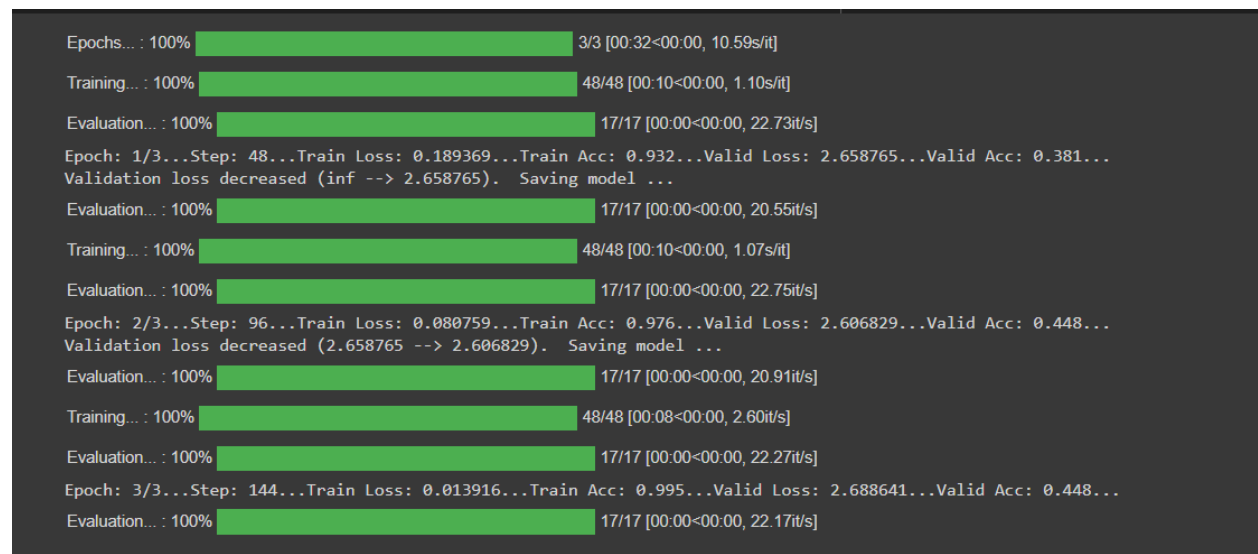 Epochs... : 100% 3/3 [00:32<00:00, 10.59s/it]
Training... : 100% 48/48 [00:10<00:00, 1.10s/it]
Evaluation... : 100% 17/17 [00:00<00:00, 22.73it/s]
Epoch: 1/3...Step: 48...Train Loss: 0.189369...Train Acc: 0.932...Valid Loss: 2.658765...Valid Acc: 0.381...
Validation loss decreased (inf --> 2.658765).  Saving model ...
Evaluation... : 100% 17/17 [00:00<00:00, 20.55it/s]
Training... : 100% 48/48 [00:10<00:00, 1.07s/it]
Evaluation... : 100% 17/17 [00:00<00:00, 22.75it/s]
Epoch: 2/3...Step: 96...Train Loss: 0.080759...Train Acc: 0.976...Valid Loss: 2.606829...Valid Acc: 0.448...
Validation loss decreased (2.658765 --> 2.606829).  Saving model ...
Evaluation... : 100% 17/17 [00:00<00:00, 20.91it/s]
Training... : 100% 48/48 [00:08<00:00, 2.60it/s]
Evaluation... : 100% 17/17 [00:00<00:00, 22.27it/s]
Epoch: 3/3...Step: 144...Train Loss: 0.013916...Train Acc: 0.995...Valid Loss: 2.688641...Valid Acc: 0.448...
Evaluation... : 100% 17/17 [00:00<00:00, 22.17it/s]